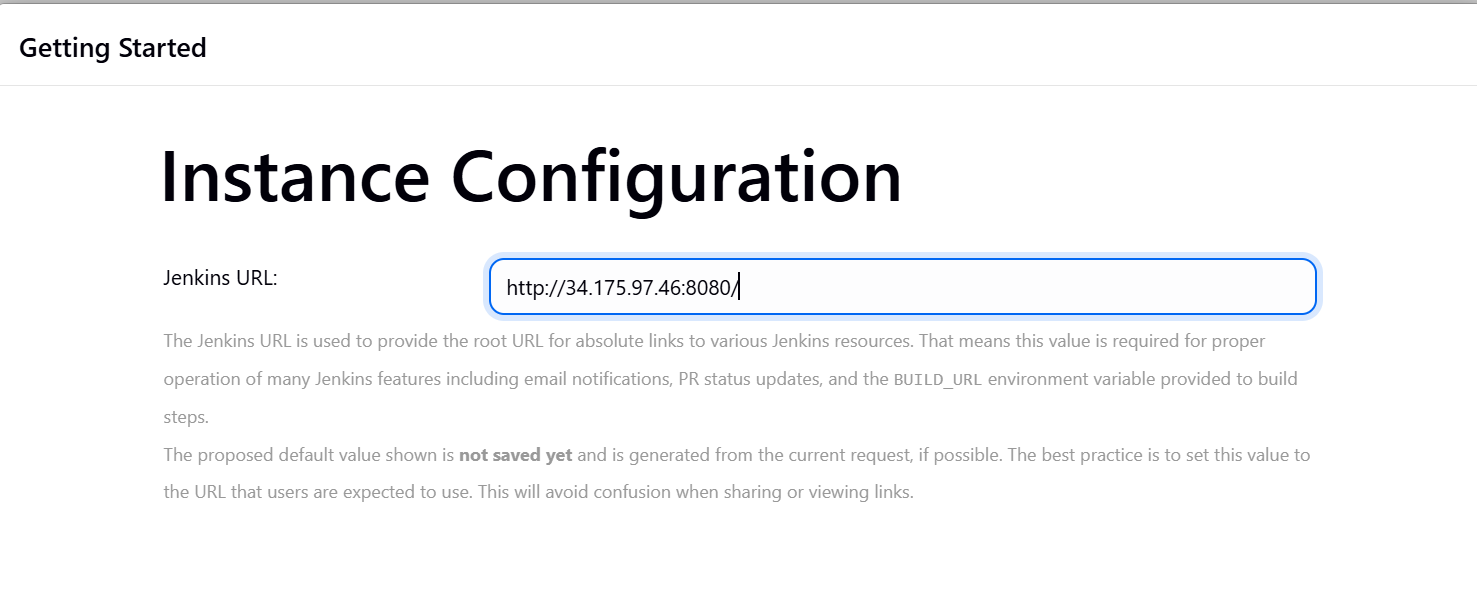 Getting Started
Instance Configuration
Jenkins URL:
http://34.175.97.46:8080/
The Jenkins URL is used to provide the root URL for absolute links to various Jenkins resources. That means this value is required for proper
operation of many Jenkins features including email notifications, PR status updates, and the BUILD_URL environment variable provided to build
steps.
The proposed default value shown is not saved yet and is generated from the current request, if possible. The best practice is to set this value to
the URL that users are expected to use. This will avoid confusion when sharing or viewing links.